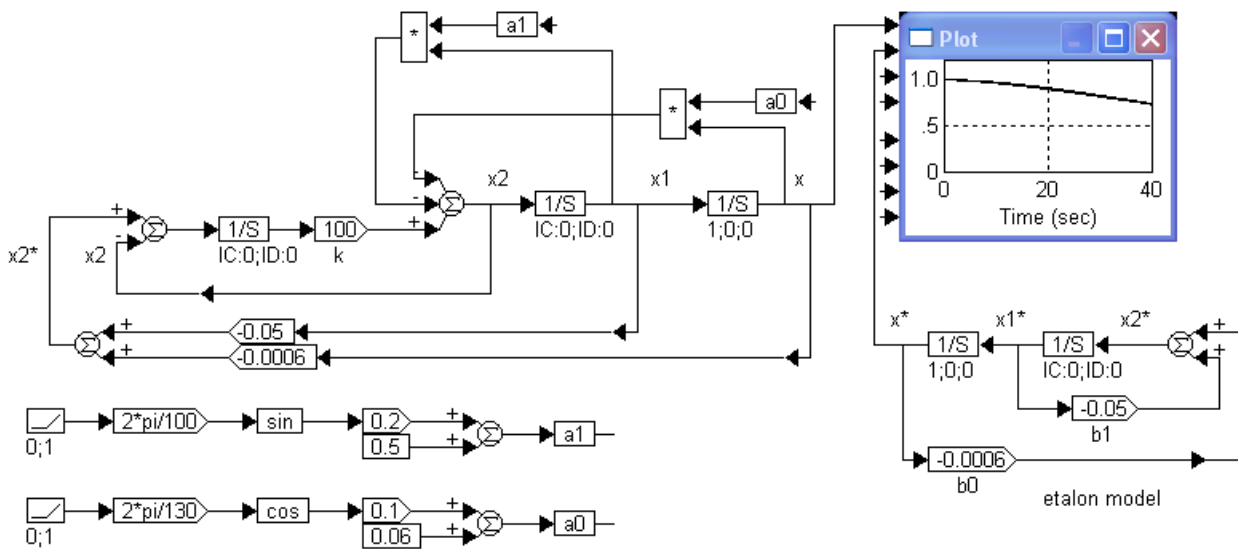 a1
*
Plot
1.0
.5
0
0 20 40
Time (sec)
a0
*
-
x2
x1
x
-
+
Σ
1/S
IC:0;ID:0
1/S
1;0;0
+
-
Σ
1/S
IC:0;ID:0
100
k
x2*
x2
+
+
Σ
-0.05
-0.0006
x*
x1*
x2*
1/S
1;0;0
1/S
IC:0;ID:0
Σ
+
+
-0.05
b1
-0.0006
b0
etalon model
0;1
2*pi/100
sin
0.2
0.5
+
+
Σ
a1
0;1
2*pi/130
cos
0.1
0.06
+
+
Σ
a0